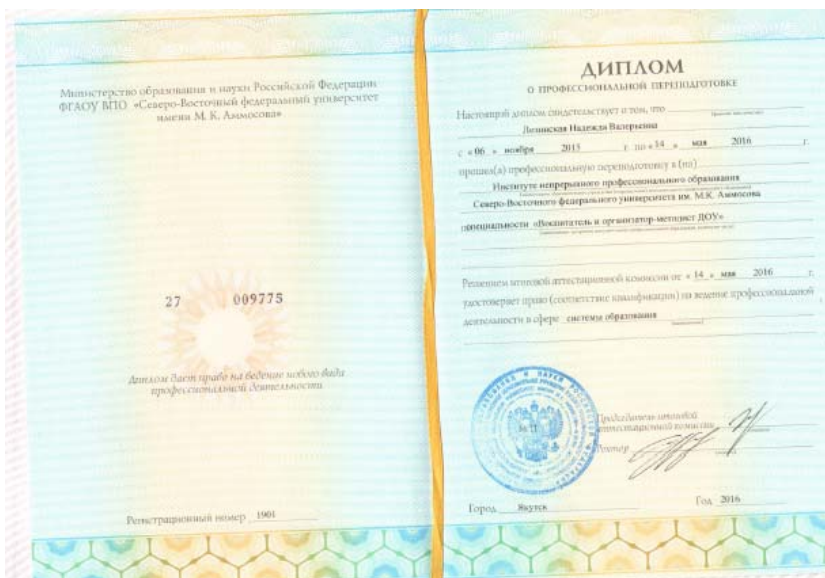 Министерство образования и науки Российской Федерации
ФГАОУ ВПО «Северо-Восточный федеральный университет
имени М. К. Аммосова»
27 009775
Диплом дает право на ведение нового вида
профессиональной деятельности
Регистрационный номер 1901
ДИПЛОМ
О ПРОФЕССИОНАЛЬНОЙ ПЕРЕПОДГОТОВКЕ
Настоящий диплом свидетельствует о том, что
Надежда Валерьевна
с « 06 » ноября 2015 г. по « 14 » мая 2016 г.
прошел(а) профессиональную переподготовку в (на)
Институте непрерывного профессионального образования
Северо-Восточного федерального университета им. М.К. Аммосова
по специальности «Воспитатель и организатор-методист ДОУ»
Решением итоговой аттестационной комиссии от « 14 » мая 2016 г.
удостоверяет право (соответствие квалификации) на ведение профессиональной
деятельности в сфере системы образования
Председатель итоговой
аттестационной комиссии
Ректор
Город Якутск Год 2016